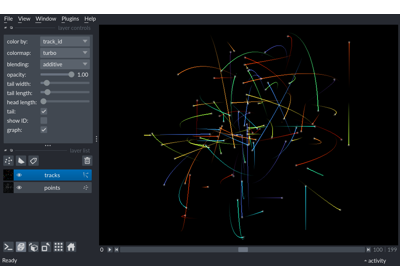 File View Window Plugins Help
layer controls
color by: track_id
colormap: turbo
blending: additive
opacity: 1.00
tail width:
tail length:
head length:
tail:
show ID:
graph:
layer list
tracks
points
0 100 199
Ready activity